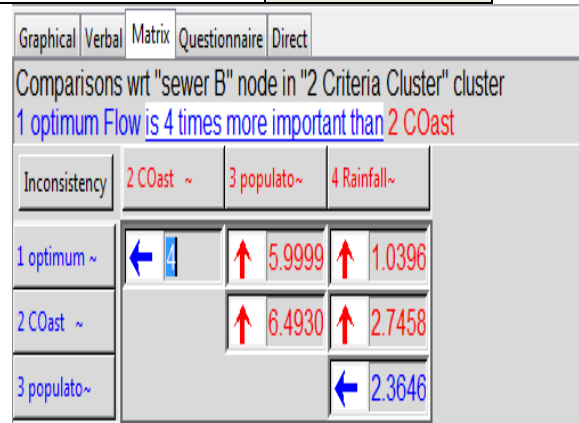 Graphical Verbal Matrix Questionnaire Direct
Comparisons wrt "sewer B" node in "2 Criteria Cluster" cluster
1 optimum Flow is 4 times more important than 2 COast
Inconsistency 2 COast ~ 3 populato~ 4 Rainfall~
1 optimum ~ 4 5.9999 1.0396
2 COast ~ 6.4930 2.7458
3 populato~ 2.3646